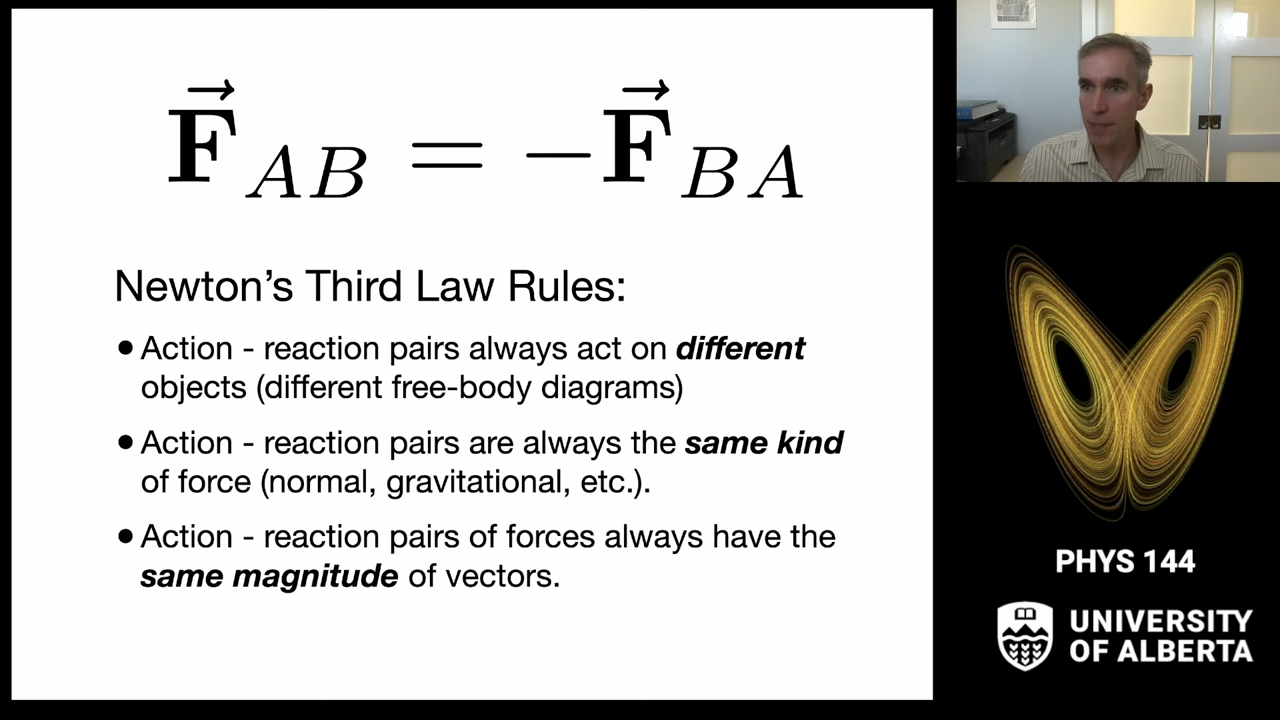 F⃗_AB = −F⃗_BA
Newton’s Third Law Rules:
• Action - reaction pairs always act on different
objects (different free-body diagrams)
• Action - reaction pairs are always the same kind
of force (normal, gravitational, etc.).
• Action - reaction pairs of forces always have the
same magnitude of vectors.
PHYS 144
UNIVERSITY
OF ALBERTA